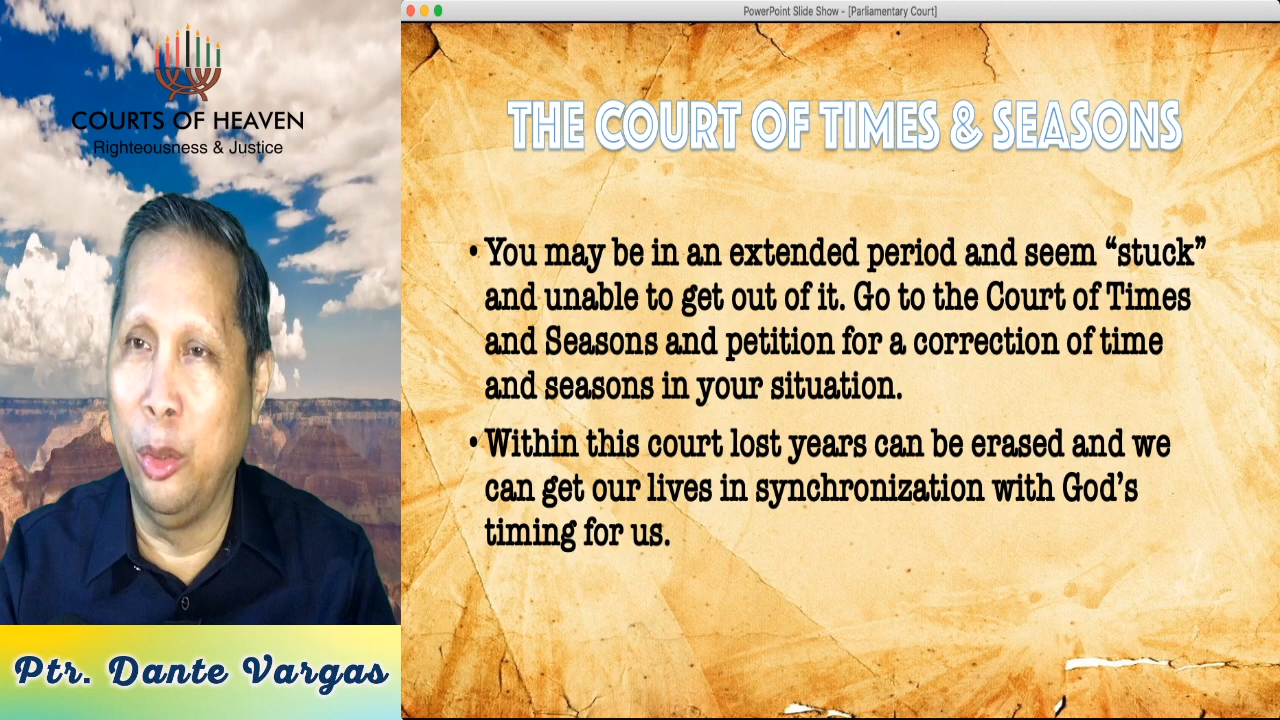 COURTS OF HEAVEN
Righteousness & Justice
Ptr. Dante Vargas
PowerPoint Slide Show - [Parliamentary Court]
THE COURT OF TIMES & SEASONS
• You may be in an extended period and seem “stuck”
and unable to get out of it. Go to the Court of Times
and Seasons and petition for a correction of time
and seasons in your situation.
• Within this court lost years can be erased and we
can get our lives in synchronization with God’s
timing for us.